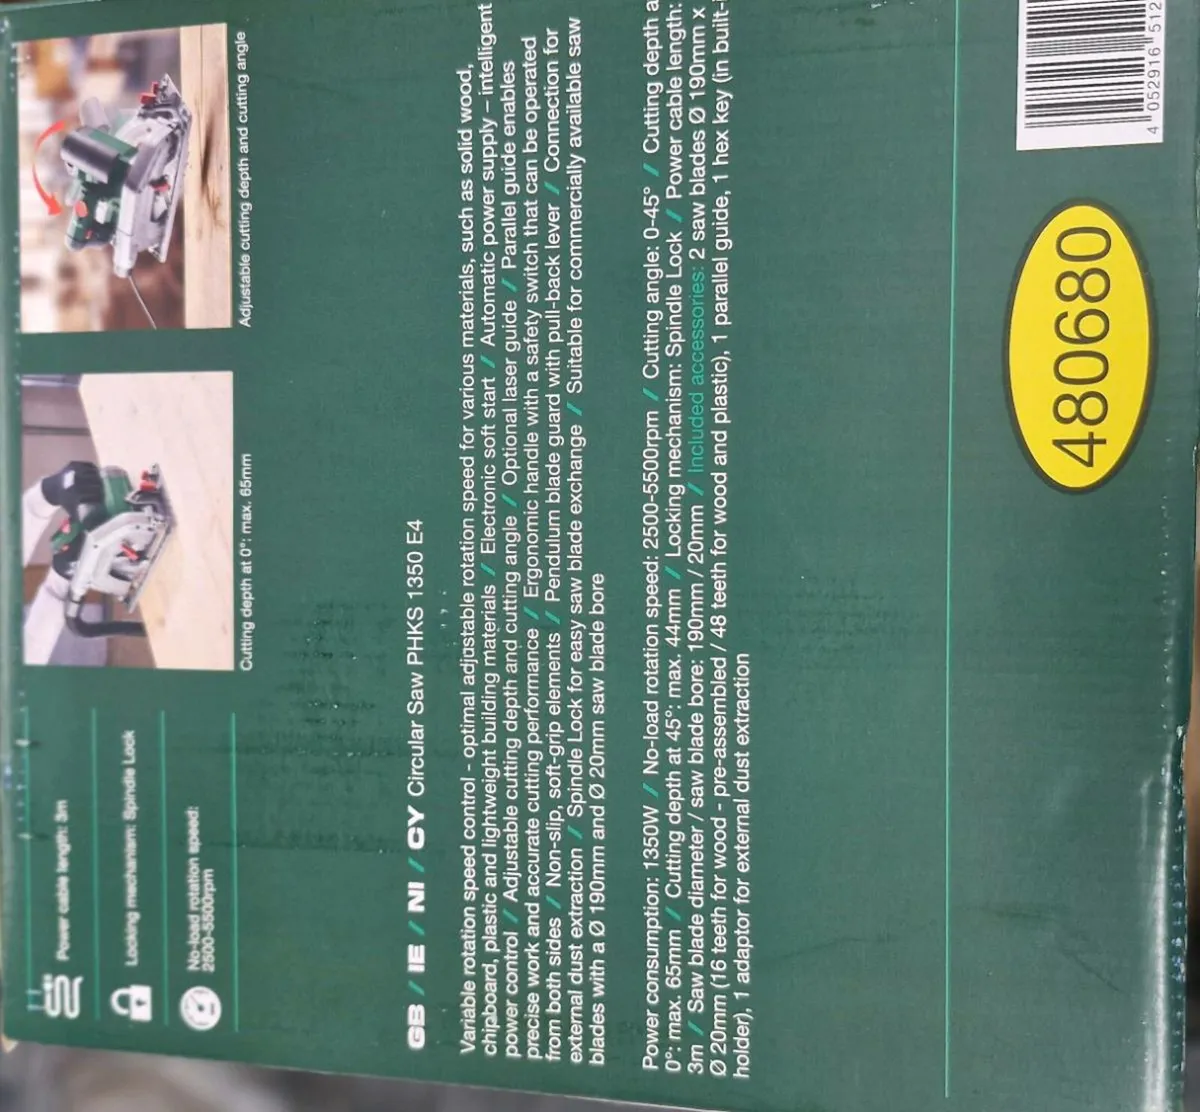 Power cable length: 3m
Locking mechanism: Spindle Lock
No-load rotation speed:
2500-5500rpm
Cutting depth at 0°: max. 65mm
Adjustable cutting depth and cutting angle
GB / IE / NI / CY Circular Saw PHKS 1350 E4
Variable rotation speed control - optimal adjustable rotation speed for various materials, such as solid wood,
chipboard, plastic and lightweight building materials / Electronic soft start / Automatic power supply – intelligent
power control / Adjustable cutting depth and cutting angle / Optional laser guide / Parallel guide enables
precise work and accurate cutting performance / Ergonomic handle with a safety switch that can be operated
from both sides / Non-slip, soft-grip elements / Pendulum blade guard with pull-back lever / Connection for
external dust extraction / Spindle Lock for easy saw blade exchange / Suitable for commercially available saw
blades with a Ø 190mm and Ø 20mm saw blade bore
Power consumption: 1350W / No-load rotation speed: 2500-5500rpm / Cutting angle: 0-45° / Cutting depth a
0°: max. 65mm / Cutting depth at 45°: max. 44mm / Locking mechanism: Spindle Lock / Power cable length:
3m / Saw blade diameter / saw blade bore: 190mm / 20mm / Included accessories: 2 saw blades Ø 190mm x
Ø 20mm (16 teeth for wood - pre-assembled / 48 teeth for wood and plastic), 1 parallel guide, 1 hex key (in built-
holder), 1 adaptor for external dust extraction
480680
4 052916 512